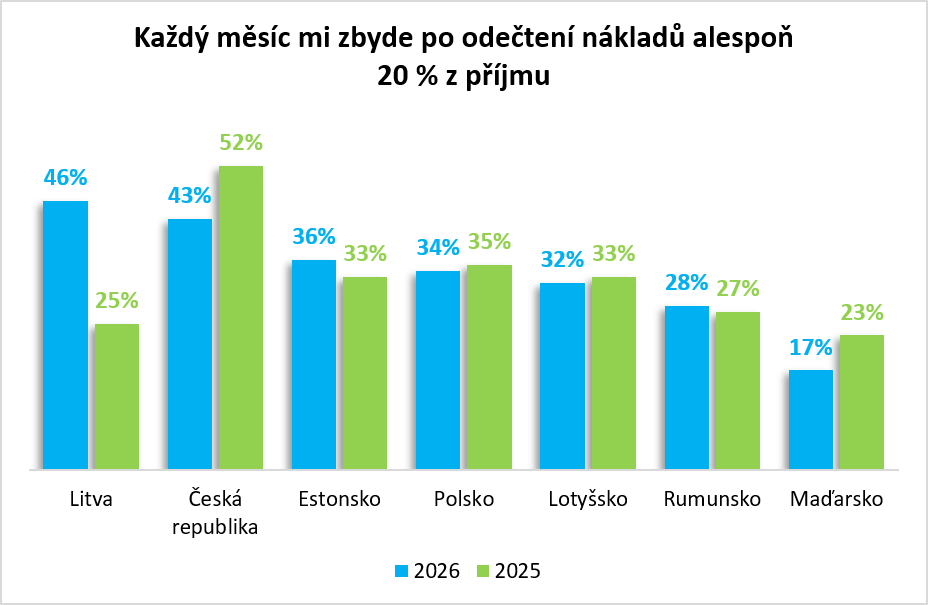 Každý měsíc mi zbyde po odečtení nákladů alespoň
20 % z příjmu
46%
25%
43%
52%
36%
33%
34%
35%
32%
33%
28%
27%
17%
23%
Litva
Česká
republika
Estonsko
Polsko
Lotyšsko
Rumunsko
Maďarsko
2026
2025